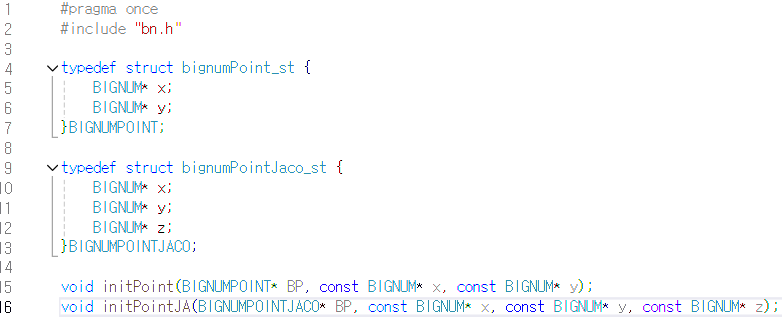 1 #pragma once
2 #include "bn.h"
3
4 typedef struct bignumPoint_st {
5 BIGNUM* x;
6 BIGNUM* y;
7 }BIGNUMPOINT;
8
9 typedef struct bignumPointJaco_st {
10 BIGNUM* x;
11 BIGNUM* y;
12 BIGNUM* z;
13 }BIGNUMPOINTJACO;
14
15 void initPoint(BIGNUMPOINT* BP, const BIGNUM* x, const BIGNUM* y);
16 void initPointJA(BIGNUMPOINTJACO* BP, const BIGNUM* x, const BIGNUM* y, const BIGNUM* z);